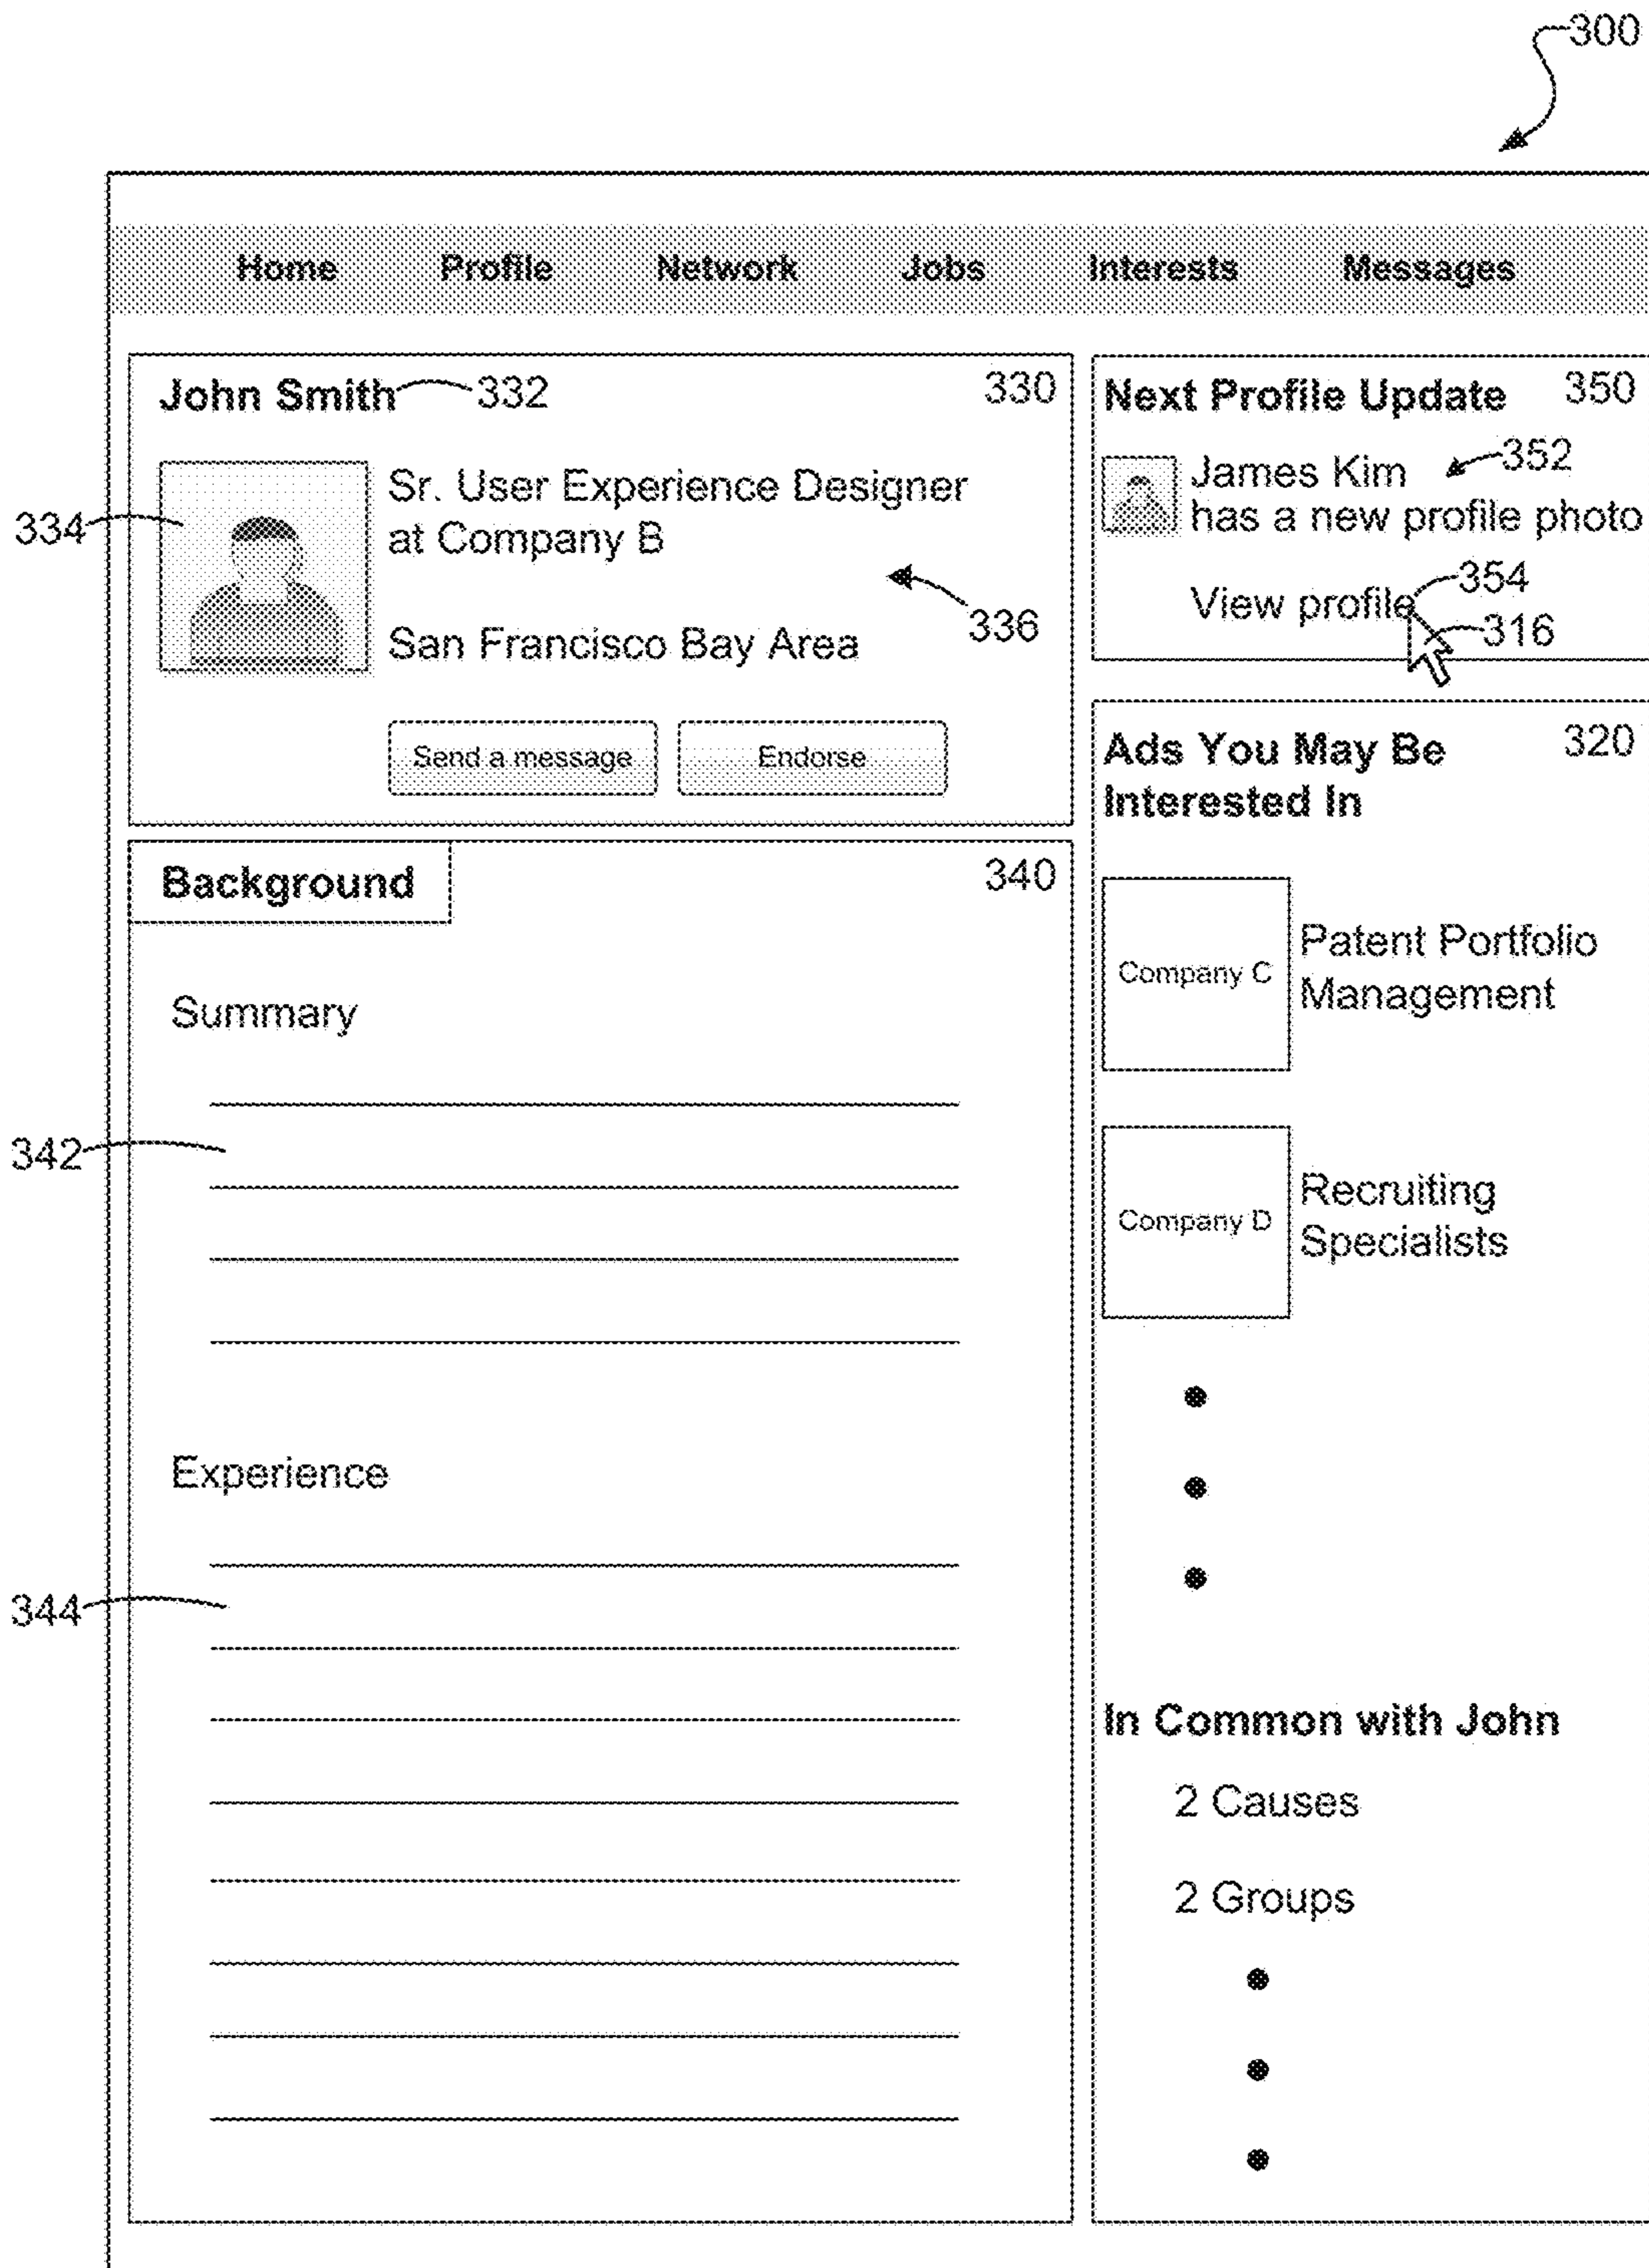 300
Home Profile Network Jobs Interests Messages
John Smith 332 330
334
Sr. User Experience Designer
at Company B
336
San Francisco Bay Area
Send a message Endorse
Background 340
Summary
342
Experience
344
Next Profile Update 350
James Kim 352
has a new profile photo
354
View profile
316
Ads You May Be 320
Interested In
Company C
Patent Portfolio
Management
Company D
Recruiting
Specialists
In Common with John
2 Causes
2 Groups